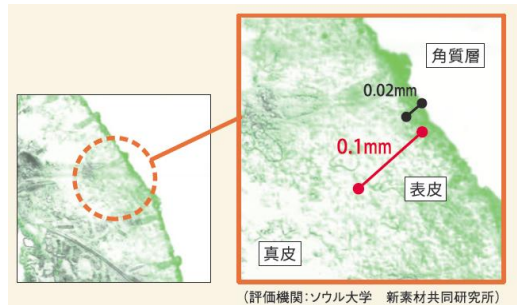 角質層
0.02mm
0.1mm
表皮
真皮
(評価機関:ソウル大学　新素材共同研究所)